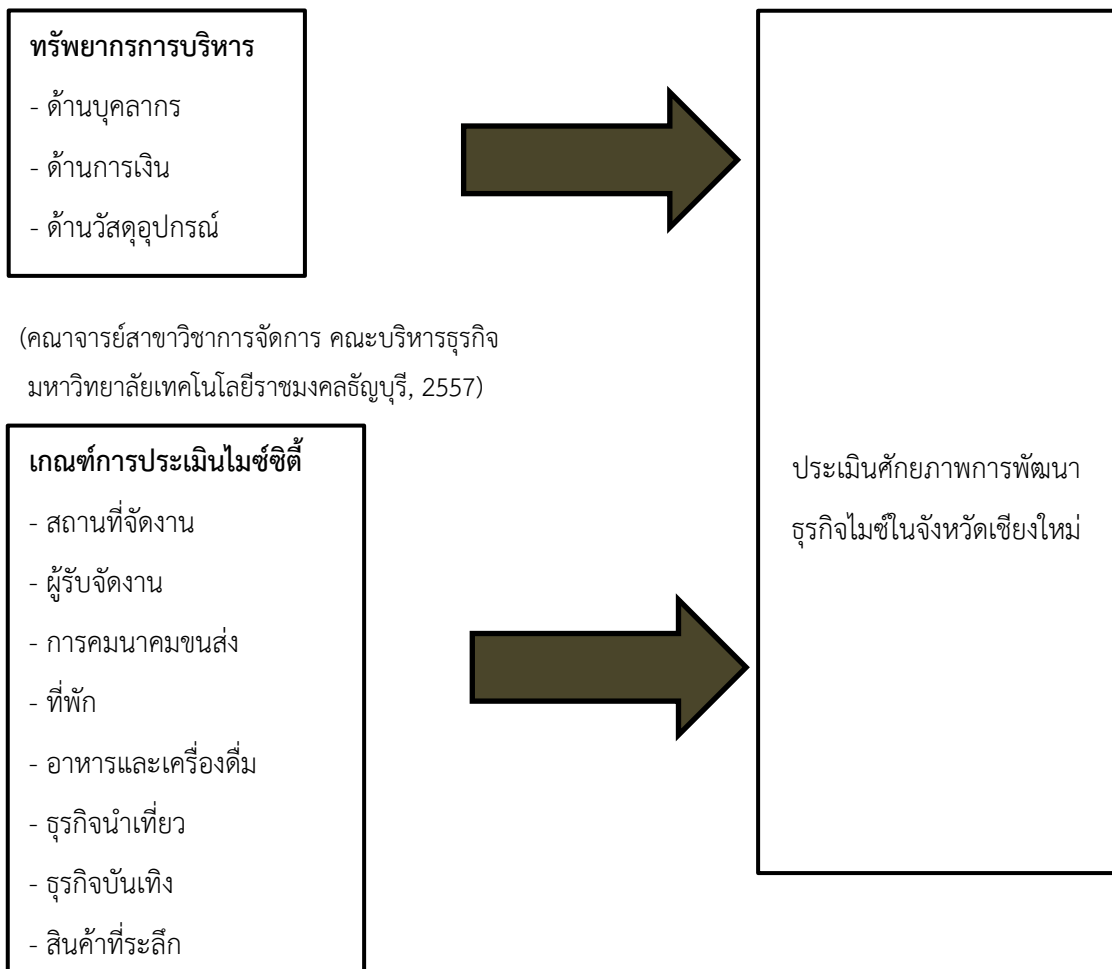 ทรัพยากรการบริหาร
- ด้านบุคลากร
- ด้านการเงิน
- ด้านวัสดุอุปกรณ์
(คณาจารย์สาขาวิชาการจัดการ คณะบริหารธุรกิจ
มหาวิทยาลัยเทคโนโลยีราชมงคลธัญบุรี, 2557)
เกณฑ์การประเมินไมซ์ซิตี้
- สถานที่จัดงาน
- ผู้รับจัดงาน
- การคมนาคมขนส่ง
- ที่พัก
- อาหารและเครื่องดื่ม
- ธุรกิจนำเที่ยว
- ธุรกิจบันเทิง
- สินค้าที่ระลึก
ประเมินศักยภาพการพัฒนา
ธุรกิจไมซ์ในจังหวัดเชียงใหม่